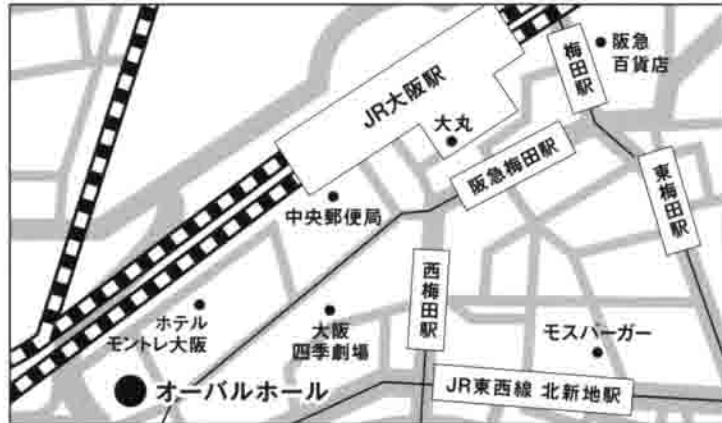 JR大阪駅
大丸
梅田駅
阪急
百貨店
阪急梅田駅
東梅田駅
中央郵便局
西梅田駅
ホテル
モントレ大阪
大阪
四季劇場
モスバーガー
オーバルホール
JR東西線 北新地駅